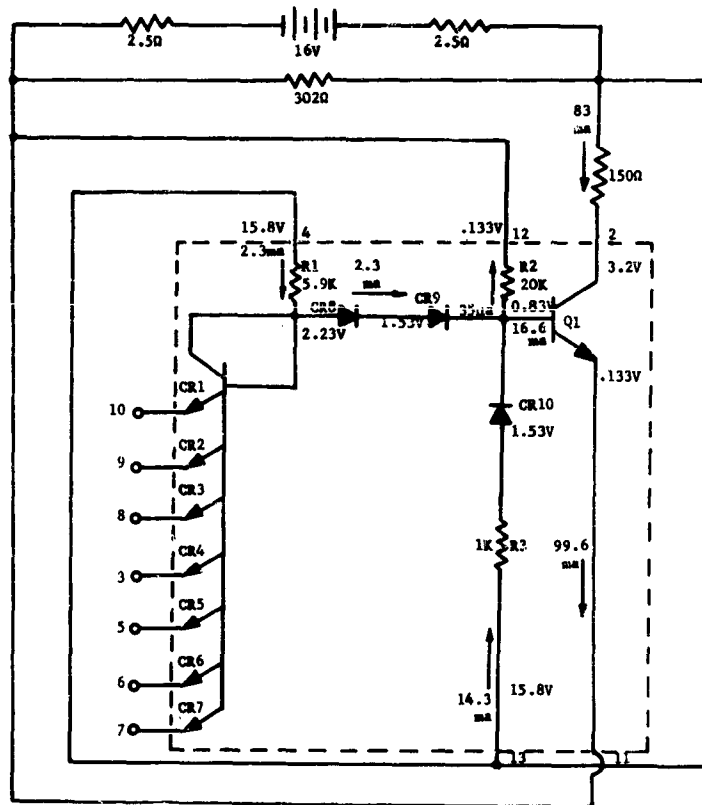 2.5Ω
16V
2.5Ω
302Ω
83
ma
150Ω
15.8V
4
.133V
12
2
2.3ma
R1
5.9K
2.3
ma
R2
20K
3.2V
CR8
CR9
35µa
0.83V
2.23V
1.53V
16.6
ma
Q1
.133V
CR1
10
CR10
1.53V
CR2
9
CR3
8
1K
R3
99.6
ma
CR4
3
CR5
5
CR6
6
14.3
ma
15.8V
CR7
7
13